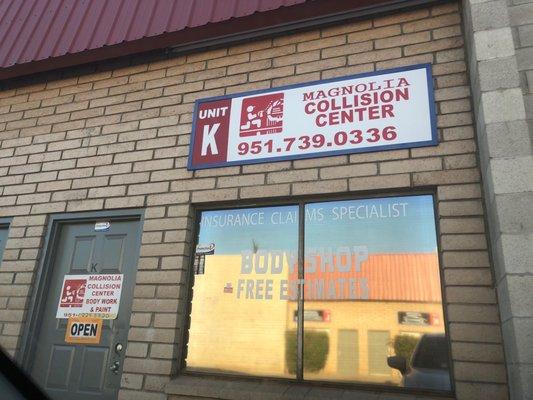 UNIT
K
MAGNOLIA
COLLISION
CENTER
951.739.0336
INSURANCE CLAIMS SPECIALIST
BODY SHOP
FREE ESTIMATES
K
MAGNOLIA
COLLISION
CENTER
BODY WORK
& PAINT
OPEN